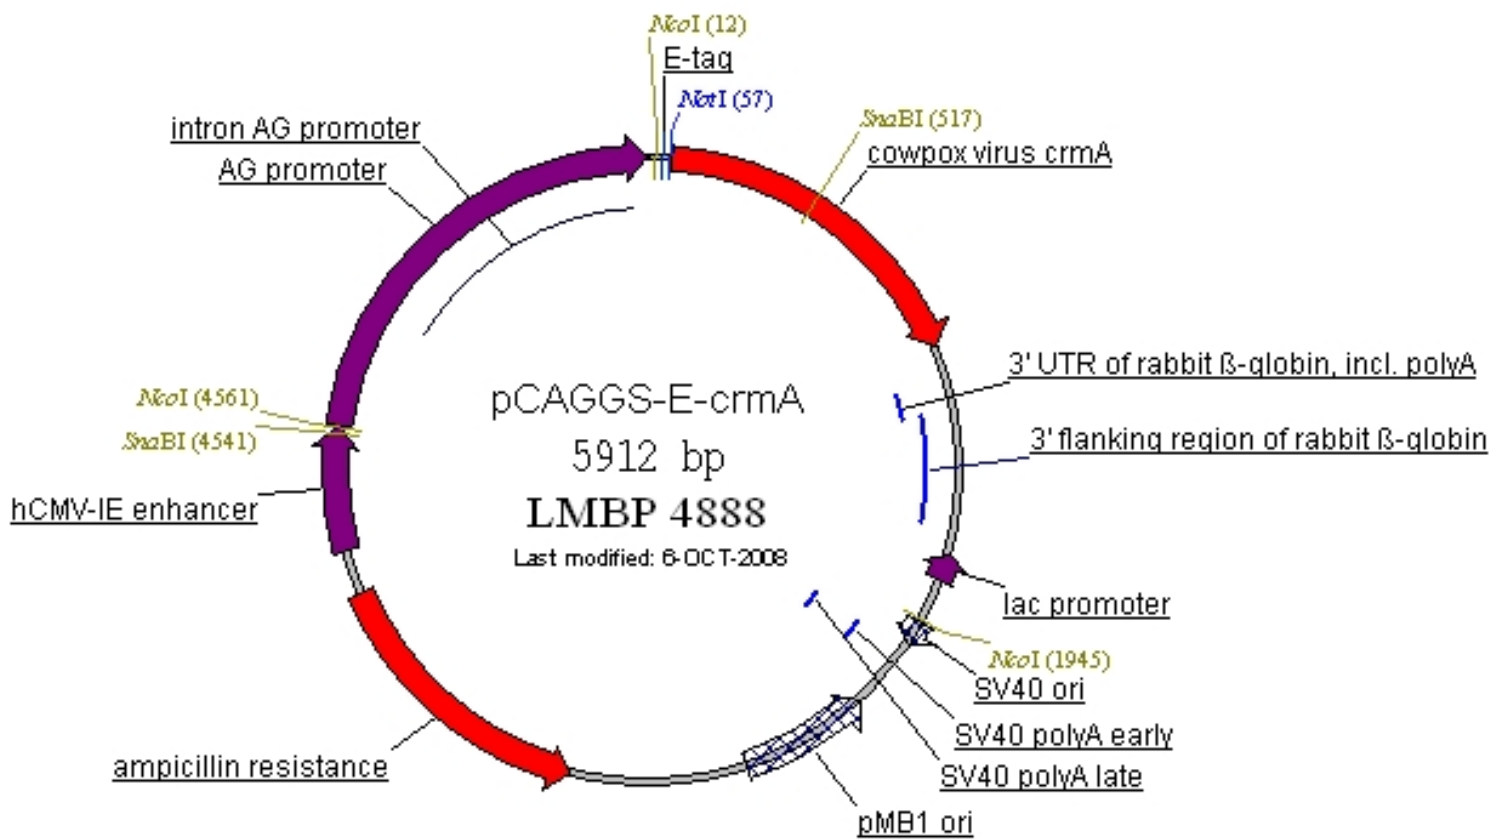 NcoI (12)
E-tag
NotI (57)
intron AG promoter
AG promoter
SnaBI (517)
cowpox virus crmA
3' UTR of rabbit ß-globin, incl. polyA
3' flanking region of rabbit ß-globin
NcoI (4561)
SnaBI (4541)
hCMV-IE enhancer
pCAGGS-E-crmA
5912 bp
LMBP 4888
Last modified: 6-OCT-2008
lac promoter
NcoI (1945)
SV40 ori
SV40 polyA early
SV40 polyA late
ampicillin resistance
pMB1 ori